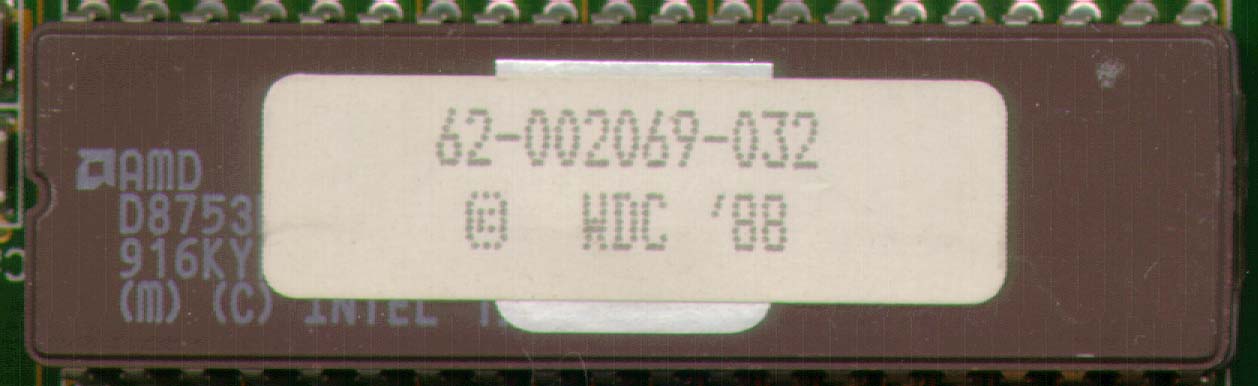 62-002069-032
© WDC '88
AMD
D8753
916KY
(M) (C) INTEL